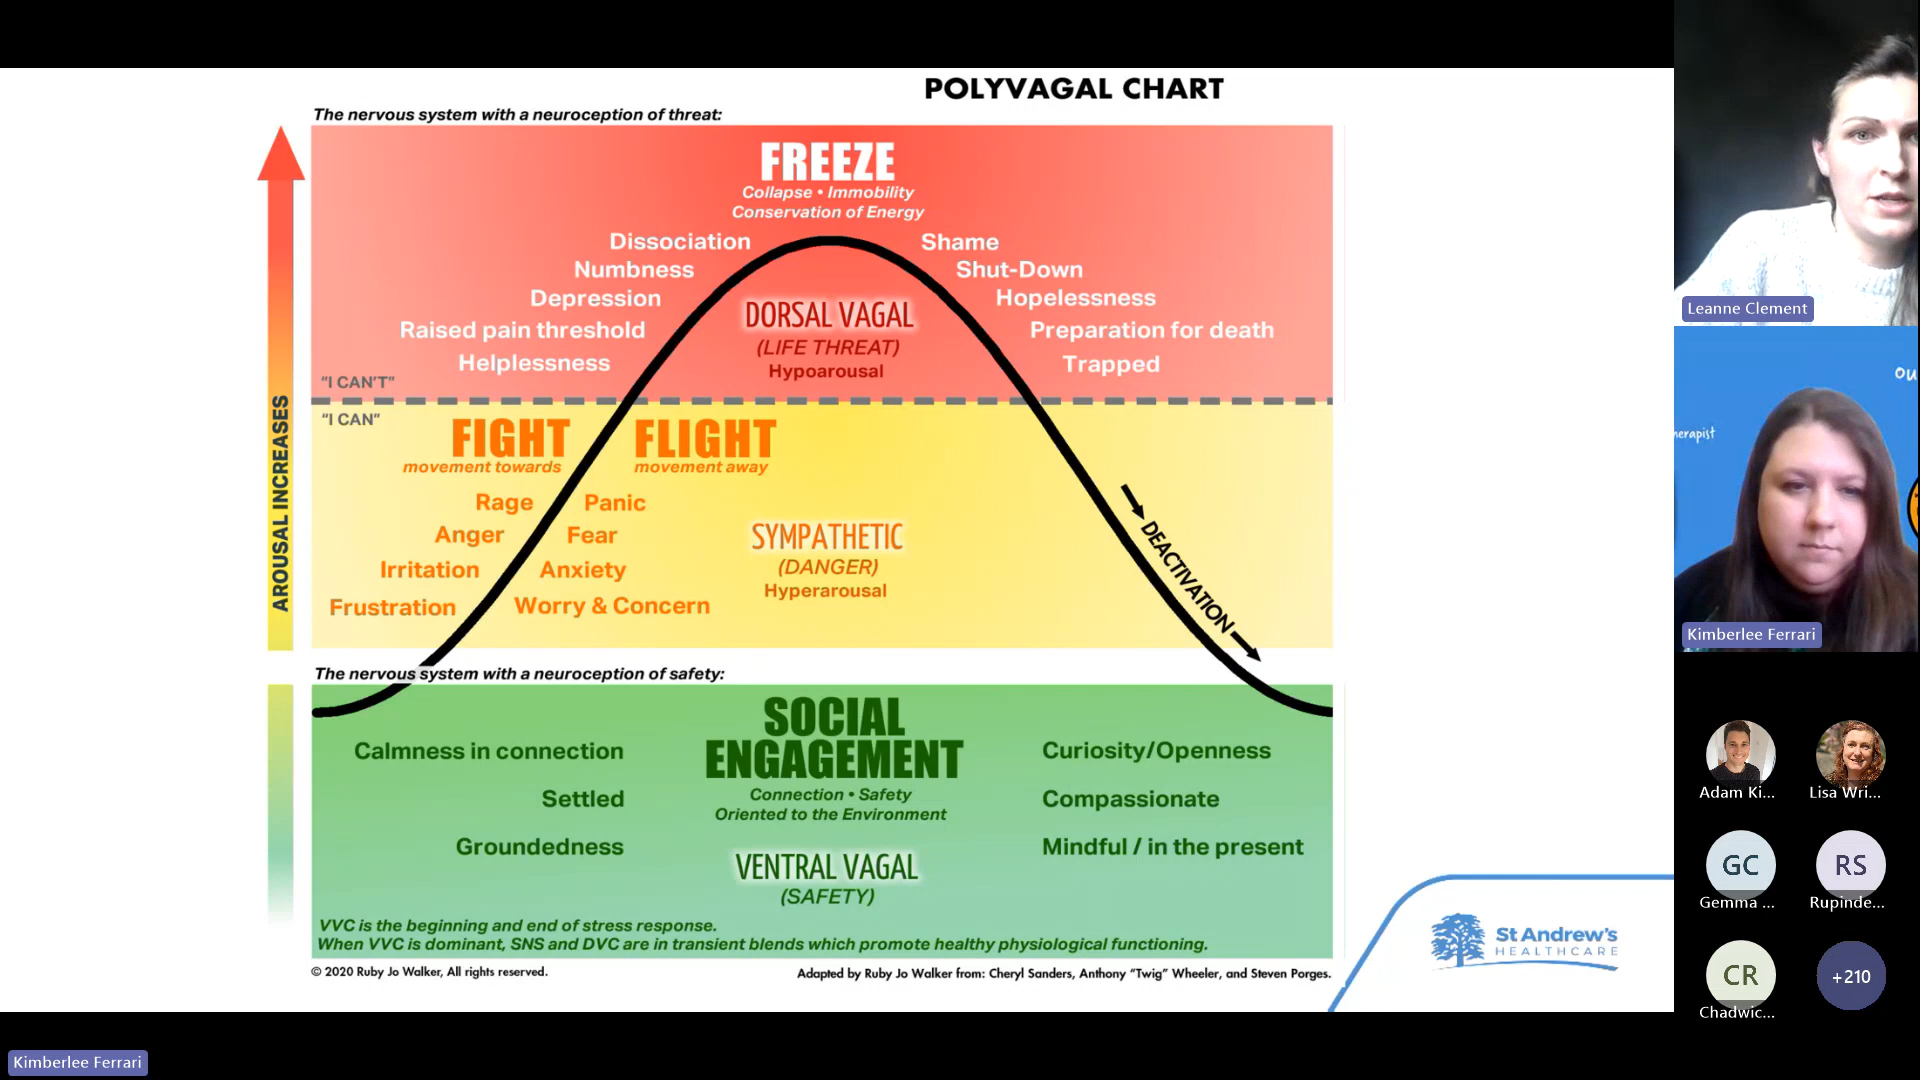 POLYVAGAL CHART
The nervous system with a neuroception of threat:
FREEZE
Collapse • Immobility
Conservation of Energy
Dissociation
Shame
Numbness
Shut-Down
Depression
Hopelessness
Raised pain threshold
Preparation for death
Helplessness
Trapped
DORSAL VAGAL
(LIFE THREAT)
Hypoarousal
"I CAN'T"
"I CAN"
AROUSAL INCREASES
FIGHT
movement towards
FLIGHT
movement away
Rage
Panic
Anger
Fear
Irritation
Anxiety
Frustration
Worry & Concern
SYMPATHETIC
(DANGER)
Hyperarousal
DEACTIVATION
The nervous system with a neuroception of safety:
SOCIAL
ENGAGEMENT
Connection • Safety
Oriented to the Environment
Calmness in connection
Curiosity/Openness
Settled
Compassionate
Groundedness
Mindful / in the present
VENTRAL VAGAL
(SAFETY)
VVC is the beginning and end of stress response.
When VVC is dominant, SNS and DVC are in transient blends which promote healthy physiological functioning.
© 2020 Ruby Jo Walker, All rights reserved.
Adapted by Ruby Jo Walker from: Cheryl Sanders, Anthony "Twig" Wheeler, and Steven Porges.
St Andrew's
HEALTHCARE
Leanne Clement
ou
herapist
Kimberlee Ferrari
Adam Ki...
Lisa Wri...
GC
RS
Gemma ...
Rupinde...
CR
+210
Chadwic...
Kimberlee Ferrari